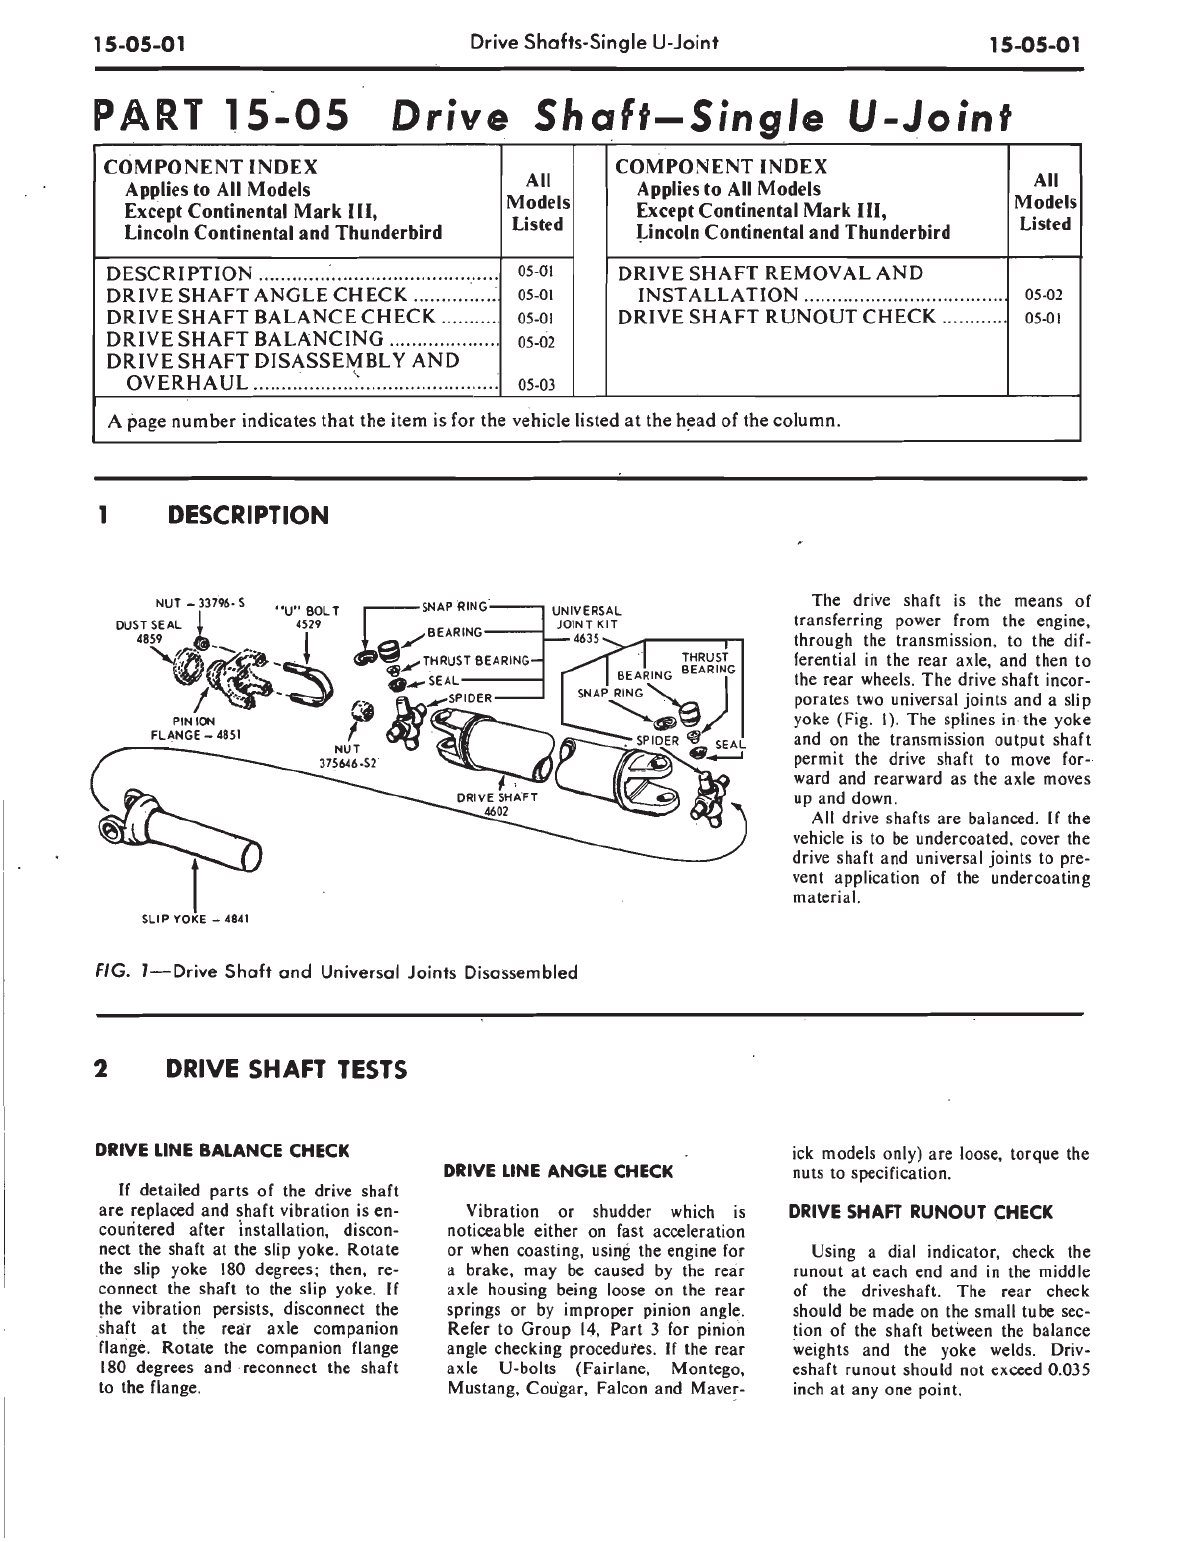 15-05-01 Drive Shafts-Single U-Joint 15-05-01
PART 15-05 Drive Shaft—Single U-Joint
COMPONENT INDEX
Applies to All Models
Except Continental Mark III,
Lincoln Continental and Thunderbird
All
Models
Listed
DESCRIPTION 05-01
DRIVE SHAFT ANGLE CHECK 05-01
DRIVE SHAFT BALANCE CHECK 05-01
DRIVE SHAFT BALANCING 05-02
DRIVE SHAFT DISASSEMBLY AND
OVERHAUL 05-03
COMPONENT INDEX
Applies to All Models
Except Continental Mark III,
Lincoln Continental and Thunderbird
All
Models
Listed
DRIVE SHAFT REMOVAL AND
INSTALLATION 05-02
DRIVE SHAFT RUNOUT CHECK 05-01
A page number indicates that the item is for the vehicle listed at the head of the column.
1 DESCRIPTION
NUT – 33796-S
DUST SEAL
4859
"U" BOLT
4529
PINION
FLANGE – 4851
SNAP RING
BEARING
THRUST BEARING
SEAL
SPIDER
NUT
375646-S2
UNIVERSAL
JOINT KIT
4635
THRUST
BEARING
BEARING
SNAP RING
SPIDER
SEAL
DRIVE SHAFT
4602
SLIP YOKE – 4841
FIG. 1—Drive Shaft and Universal Joints Disassembled
The drive shaft is the means of
transferring power from the engine,
through the transmission, to the dif-
ferential in the rear axle, and then to
the rear wheels. The drive shaft incor-
porates two universal joints and a slip
yoke (Fig. 1). The splines in the yoke
and on the transmission output shaft
permit the drive shaft to move for-
ward and rearward as the axle moves
up and down.
All drive shafts are balanced. If the
vehicle is to be undercoated, cover the
drive shaft and universal joints to pre-
vent application of the undercoating
material.
2 DRIVE SHAFT TESTS
DRIVE LINE BALANCE CHECK
If detailed parts of the drive shaft
are replaced and shaft vibration is en-
countered after installation, discon-
nect the shaft at the slip yoke. Rotate
the slip yoke 180 degrees; then, re-
connect the shaft to the slip yoke. If
the vibration persists, disconnect the
shaft at the rear axle companion
flange. Rotate the companion flange
180 degrees and reconnect the shaft
to the flange.
DRIVE LINE ANGLE CHECK
Vibration or shudder which is
noticeable either on fast acceleration
or when coasting, using the engine for
a brake, may be caused by the rear
axle housing being loose on the rear
springs or by improper pinion angle.
Refer to Group 14, Part 3 for pinion
angle checking procedures. If the rear
axle U-bolts (Fairlane, Montego,
Mustang, Cougar, Falcon and Maver-
ick models only) are loose, torque the
nuts to specification.
DRIVE SHAFT RUNOUT CHECK
Using a dial indicator, check the
runout at each end and in the middle
of the driveshaft. The rear check
should be made on the small tube sec-
tion of the shaft between the balance
weights and the yoke welds. Driv-
eshaft runout should not exceed 0.035
inch at any one point.